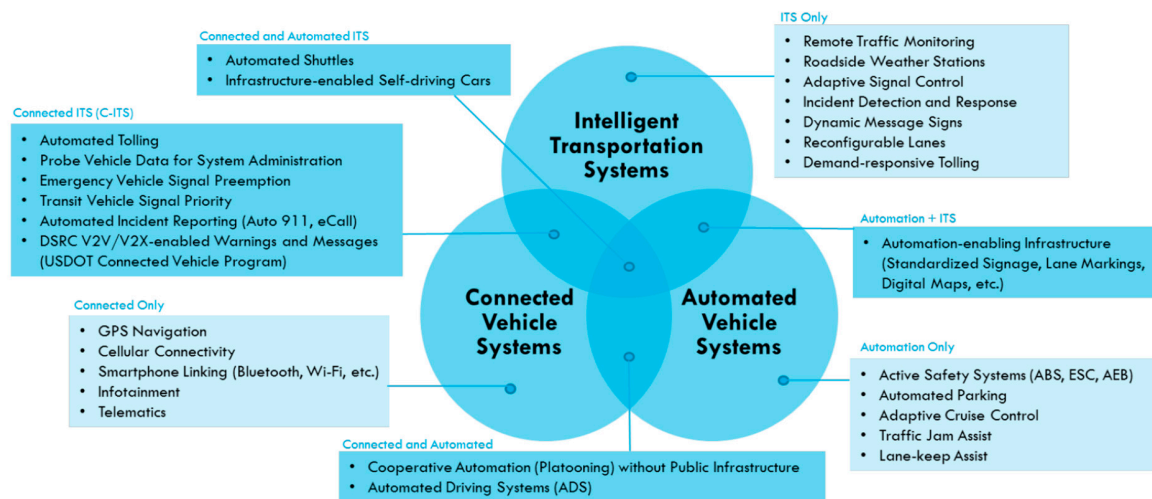 Connected and Automated ITS
• Automated Shuttles
• Infrastructure-enabled Self-driving Cars
ITS Only
• Remote Traffic Monitoring
• Roadside Weather Stations
• Adaptive Signal Control
• Incident Detection and Response
• Dynamic Message Signs
• Reconfigurable Lanes
• Demand-responsive Tolling
Connected ITS (C-ITS)
• Automated Tolling
• Probe Vehicle Data for System Administration
• Emergency Vehicle Signal Preemption
• Transit Vehicle Signal Priority
• Automated Incident Reporting (Auto 911, eCall)
• DSRC V2V/V2X-enabled Warnings and Messages
(USDOT Connected Vehicle Program)
Intelligent
Transportation
Systems
Automation + ITS
• Automation-enabling Infrastructure
(Standardized Signage, Lane Markings,
Digital Maps, etc.)
Connected
Vehicle
Systems
Automated
Vehicle
Systems
Connected Only
• GPS Navigation
• Cellular Connectivity
• Smartphone Linking (Bluetooth, Wi-Fi, etc.)
• Infotainment
• Telematics
Automation Only
• Active Safety Systems (ABS, ESC, AEB)
• Automated Parking
• Adaptive Cruise Control
• Traffic Jam Assist
• Lane-keep Assist
Connected and Automated
• Cooperative Automation (Platooning) without Public Infrastructure
• Automated Driving Systems (ADS)